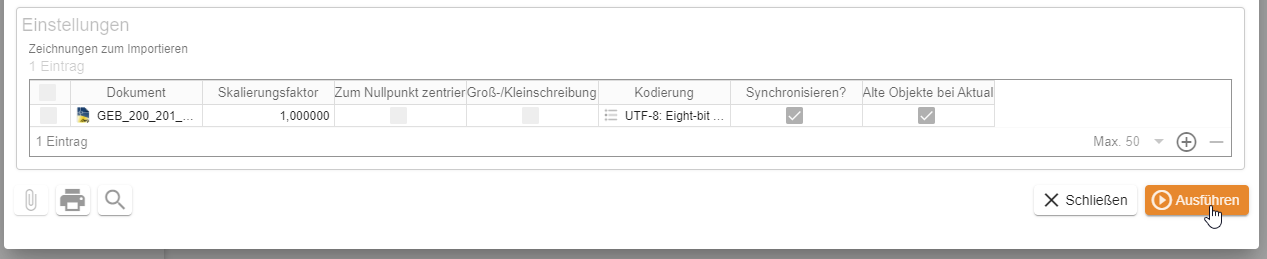 Einstellungen
Zeichnungen zum Importieren
1 Eintrag
Dokument Skalierungsfaktor Zum Nullpunkt zentrier Groß-/Kleinschreibung Kodierung Synchronisieren? Alte Objekte bei Aktual
GEB_200_201_... 1,000000 UTF-8: Eight-bit ...
1 Eintrag Max. 50
Schließen Ausführen